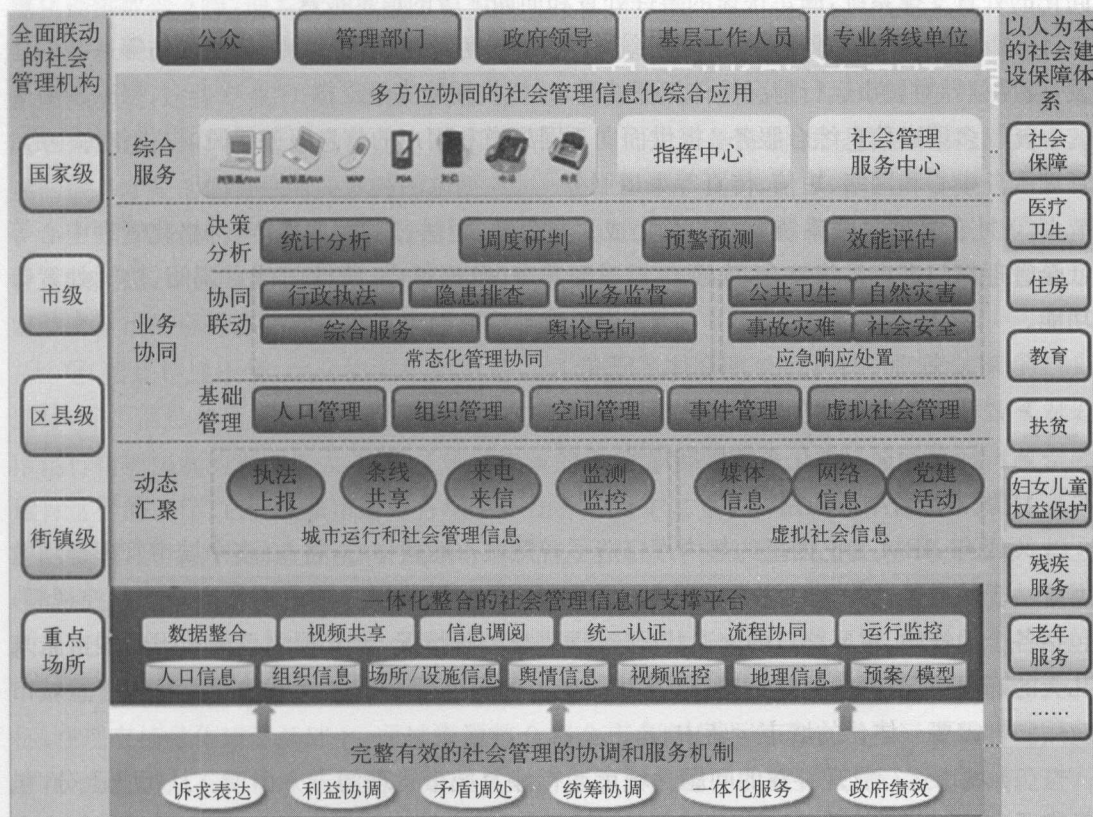 全面联动
的社会
管理机构
国家级
市级
区县级
街镇级
重点
场所
公众
管理部门
政府领导
基层工作人员
专业条线单位
多方位协同的社会管理信息化综合应用
综合
服务
WAP
PDA
指挥中心
社会管理
服务中心
业务
协同
决策
分析
统计分析
调度研判
预警预测
效能评估
协同
联动
行政执法
隐患排查
业务监督
综合服务
舆论导向
常态化管理协同
公共卫生
自然灾害
事故灾难
社会安全
应急响应处置
基础
管理
人口管理
组织管理
空间管理
事件管理
虚拟社会管理
动态
汇聚
执法
上报
条线
共享
来电
来信
监测
监控
城市运行和社会管理信息
媒体
信息
网络
信息
党建
活动
虚拟社会信息
一体化整合的社会管理信息化支撑平台
数据整合
视频共享
信息调阅
统一认证
流程协同
运行监控
人口信息
组织信息
场所/设施信息
舆情信息
视频监控
地理信息
预案/模型
完整有效的社会管理的协调和服务机制
诉求表达
利益协调
矛盾调处
统筹协调
一体化服务
政府绩效
以人为本
的社会建
设保障体
系
社会
保障
医疗
卫生
住房
教育
扶贫
妇女儿童
权益保护
残疾
服务
老年
服务
……